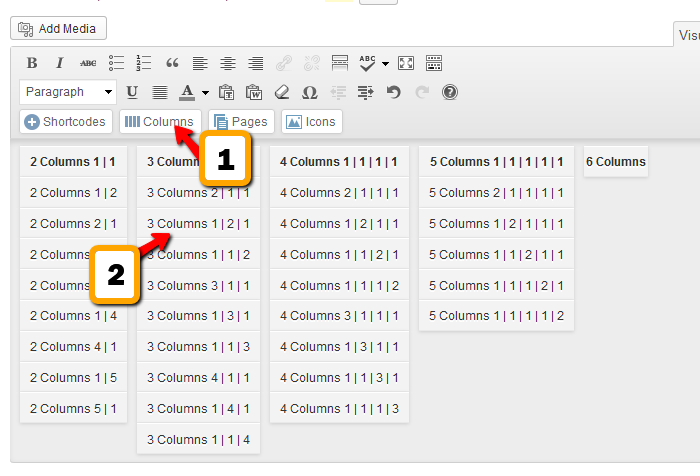 Add Media
Visu
B I ABC ABC
Paragraph U A T W Ω
Shortcodes Columns Pages Icons
1
2
2 Columns 1 | 1
2 Columns 1 | 2
2 Columns 2 | 1
2 Colum
2 Colum
2 Columns 1 | 4
2 Columns 4 | 1
2 Columns 1 | 5
2 Columns 5 | 1
3 Colum
3 Columns 2 | 1 | 1
3 Columns 1 | 2 | 1
3 Columns 1 | 1 | 2
3 Columns 3 | 1 | 1
3 Columns 1 | 3 | 1
3 Columns 1 | 1 | 3
3 Columns 4 | 1 | 1
3 Columns 1 | 4 | 1
3 Columns 1 | 1 | 4
4 Columns 1 | 1 | 1 | 1
4 Columns 2 | 1 | 1 | 1
4 Columns 1 | 2 | 1 | 1
4 Columns 1 | 1 | 2 | 1
4 Columns 1 | 1 | 1 | 2
4 Columns 3 | 1 | 1 | 1
4 Columns 1 | 3 | 1 | 1
4 Columns 1 | 1 | 3 | 1
4 Columns 1 | 1 | 1 | 3
5 Columns 1 | 1 | 1 | 1 | 1
5 Columns 2 | 1 | 1 | 1 | 1
5 Columns 1 | 2 | 1 | 1 | 1
5 Columns 1 | 1 | 2 | 1 | 1
5 Columns 1 | 1 | 1 | 2 | 1
5 Columns 1 | 1 | 1 | 1 | 2
6 Columns